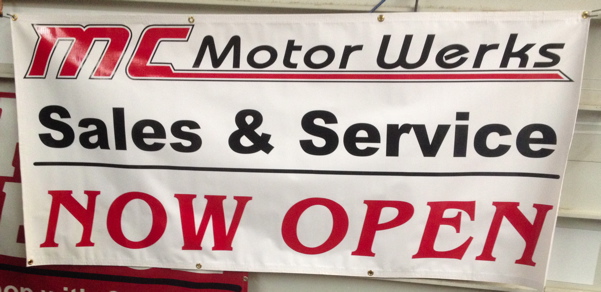 MC Motor Werks
Sales & Service
NOW OPEN